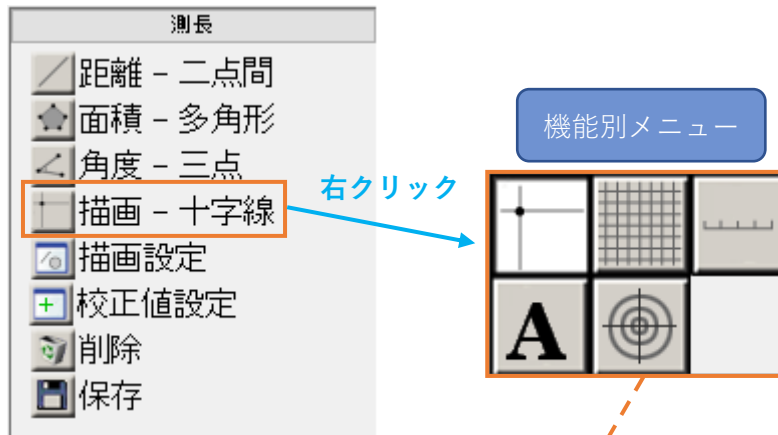 測長
距離 − 二点間
面積 − 多角形
角度 − 三点
描画 − 十字線
描画設定
校正値設定
削除
保存
右クリック
機能別メニュー
A